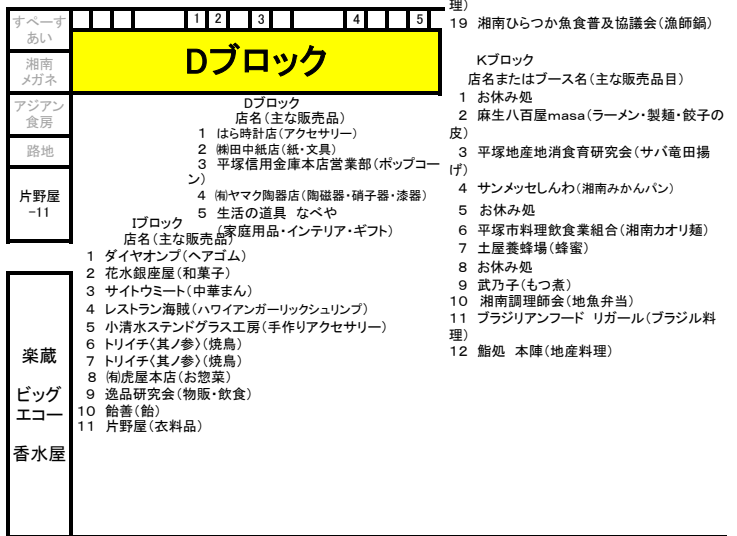 すぺーす
あい
湘南
メガネ
アジアン
食房
路地
片野屋
-11
楽蔵
ビッグ
エコー
香水屋
1 2 3 4 5
Dブロック
Dブロック
店名(主な販売品)
1 はら時計店(アクセサリー)
2 ㈱田中紙店(紙・文具)
3 平塚信用金庫本店営業部(ポップコー
ン)
4 ㈲ヤマク陶器店(陶磁器・硝子器・漆器)
5 生活の道具 なべや
(家庭用品・インテリア・ギフト)
Iブロック
店名(主な販売品)
1 ダイヤオンプ(ヘアゴム)
2 花水銀座屋(和菓子)
3 サイトウミート(中華まん)
4 レストラン海賊(ハワイアンガーリックシュリンプ)
5 小清水ステンドグラス工房(手作りアクセサリー)
6 トリイチ〈其ノ参〉(焼鳥)
7 トリイチ〈其ノ参〉(焼鳥)
8 ㈲虎屋本店(お惣菜)
9 逸品研究会(物販・飲食)
10 飴善(飴)
11 片野屋(衣料品)
理)
19 湘南ひらつか魚食普及協議会(漁師鍋)
Kブロック
店名またはブース名(主な販売品目)
1 お休み処
2 麻生八百屋masa(ラーメン・製麺・餃子の
皮)
3 平塚地産地消食育研究会(サバ竜田揚
げ)
4 サンメッセしんわ(湘南みかんパン)
5 お休み処
6 平塚市料理飲食業組合(湘南カオリ麺)
7 土屋養蜂場(蜂蜜)
8 お休み処
9 武乃子(もつ煮)
10 湘南調理師会(地魚弁当)
11 ブラジリアンフード リガール(ブラジル料
理)
12 鮨処 本陣(地産料理)